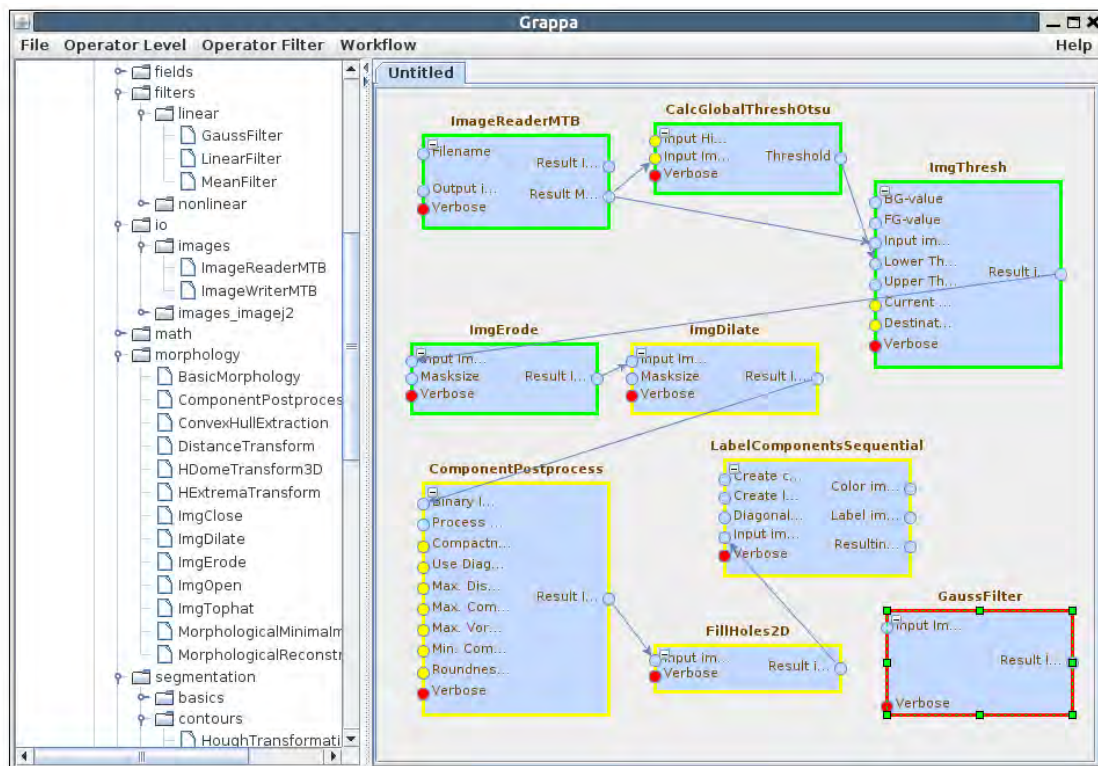 Grappa
File Operator Level Operator Filter Workflow Help
fields
filters
linear
GaussFilter
LinearFilter
MeanFilter
nonlinear
io
images
ImageReaderMTB
ImageWriterMTB
images_imagej2
math
morphology
BasicMorphology
ComponentPostproces
ConvexHullExtraction
DistanceTransform
HDomeTransform3D
HExtremaTransform
ImgClose
ImgDilate
ImgErode
ImgOpen
ImgTophat
MorphologicalMinimaIm
MorphologicalReconstr
segmentation
basics
contours
HoughTransformati
Untitled
ImageReaderMTB
Filename
Result I...
Output i...
Result M...
Verbose
CalcGlobalThreshOtsu
Input Hi...
Input Im...
Threshold
Verbose
ImgThresh
BG-value
FG-value
Input im...
Lower Th...
Result i...
Upper Th...
Current ...
Destinat...
Verbose
ImgErode
Input Im...
Masksize
Result I...
Verbose
ImgDilate
Input Im...
Masksize
Result I...
Verbose
ComponentPostprocess
Binary I...
Process ...
Compactn...
Use Diag...
Max. Dis...
Result I...
Max. Com...
Max. Vor...
Min. Com...
Roundnes...
Verbose
LabelComponentsSequential
Create c...
Color im...
Create l...
Diagonal...
Label im...
Input im...
Resultin...
Verbose
FillHoles2D
Input Im...
Result i...
Verbose
GaussFilter
Input Im...
Result I...
Verbose